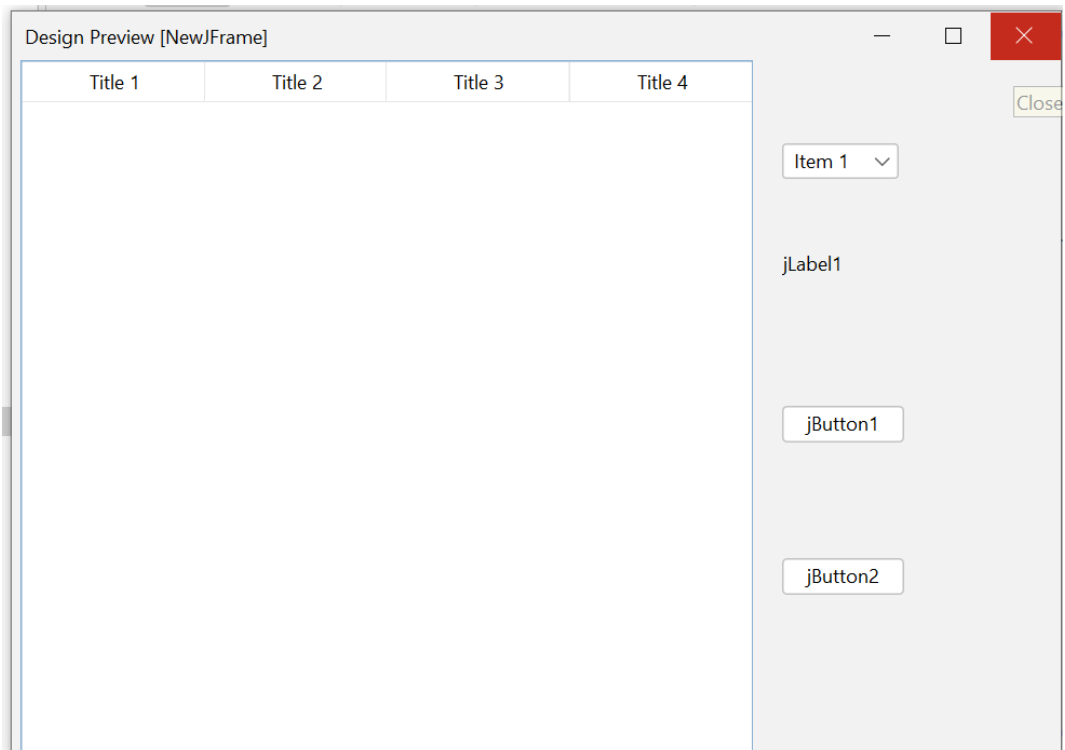 Design Preview [NewJFrame]
Title 1 Title 2 Title 3 Title 4
Close
Item 1
jLabel1
jButton1
jButton2